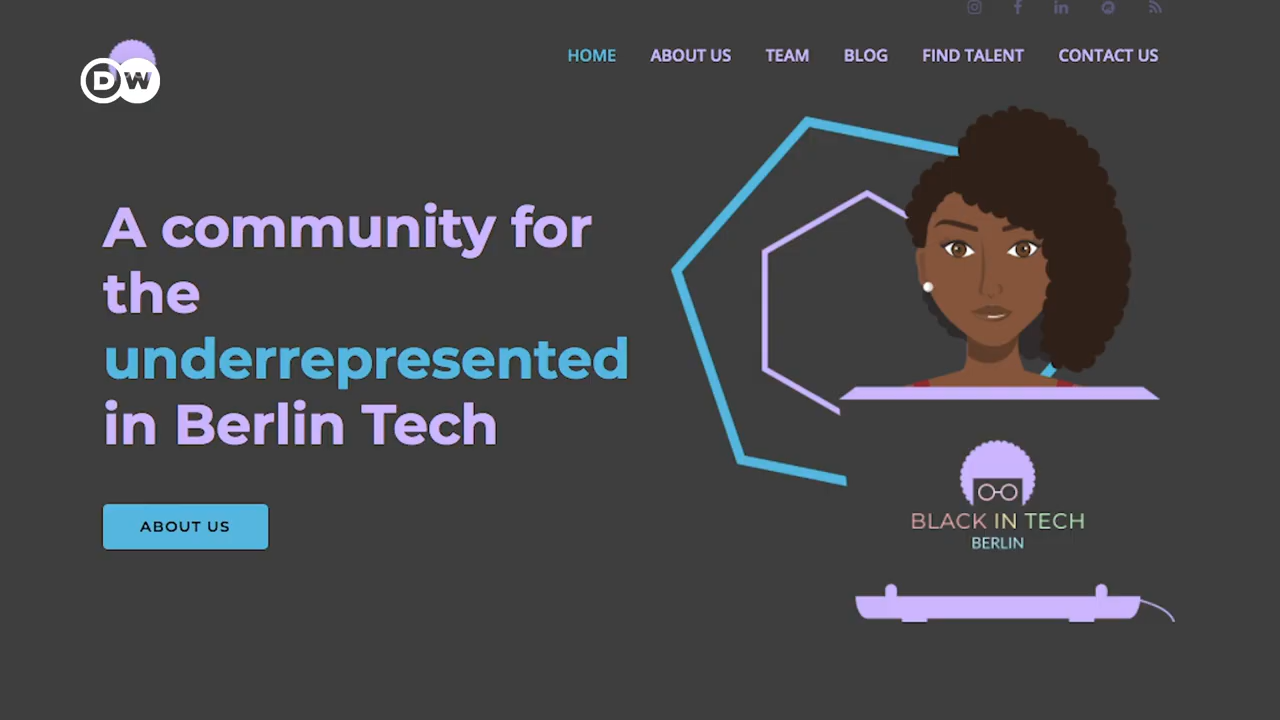 DW
HOME ABOUT US TEAM BLOG FIND TALENT CONTACT US
A community for
the
underrepresented
in Berlin Tech
ABOUT US
BLACK IN TECH
BERLIN